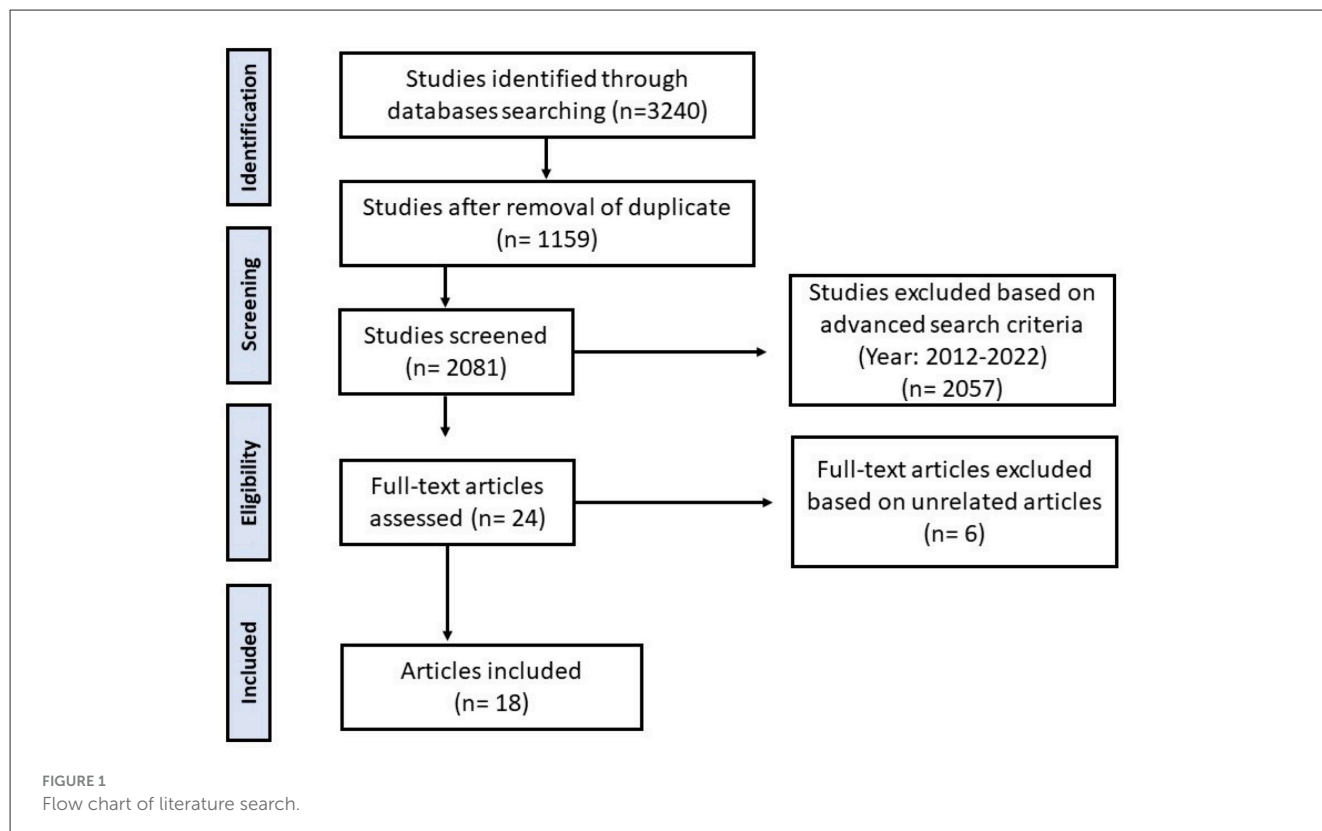 Identification
Studies identified through
databases searching (n=3240)
Studies after removal of duplicate
(n= 1159)
Screening
Studies screened
(n= 2081)
Studies excluded based on
advanced search criteria
(Year: 2012-2022)
(n= 2057)
Eligibility
Full-text articles
assessed (n= 24)
Full-text articles excluded
based on unrelated articles
(n= 6)
Included
Articles included
(n= 18)
FIGURE 1
Flow chart of literature search.